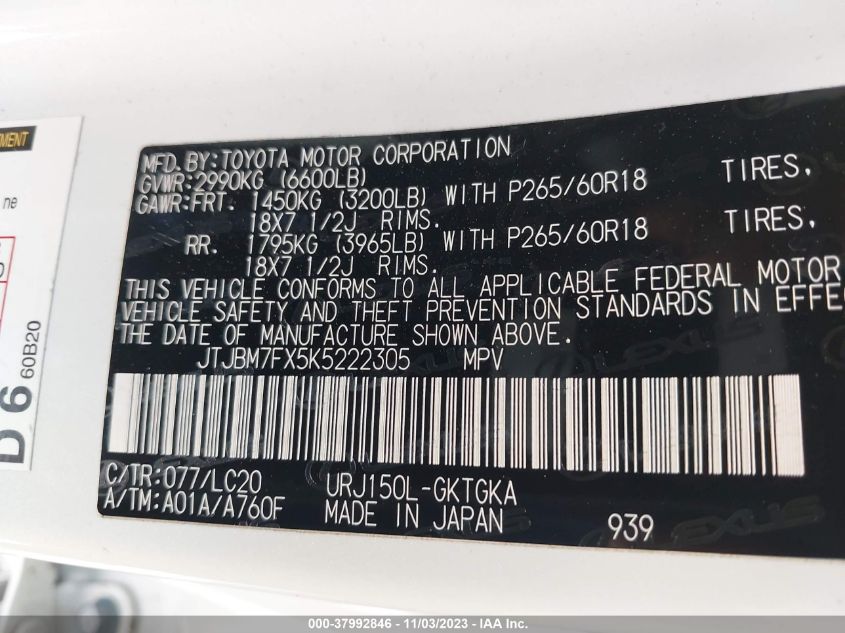 MFD. BY:TOYOTA MOTOR CORPORATION
GVWR:2990KG (6600LB)
GAWR:FRT. 1450KG (3200LB) WITH P265/60R18 TIRES,
18X7 1/2J RIMS.
RR. 1795KG (3965LB) WITH P265/60R18 TIRES,
18X7 1/2J RIMS.
THIS VEHICLE CONFORMS TO ALL APPLICABLE FEDERAL MOTOR
VEHICLE SAFETY AND THEFT PREVENTION STANDARDS IN EFFE
THE DATE OF MANUFACTURE SHOWN ABOVE.
JTJBM7FX5K5222305 MPV
C/TR:077/LC20 URJ150L-GKTGKA
A/TM:A01A/A760F MADE IN JAPAN 939
LEXUS
EXUS
EMENT
ne
D 6
60B20
000-37992846 - 11/03/2023 - IAA Inc.